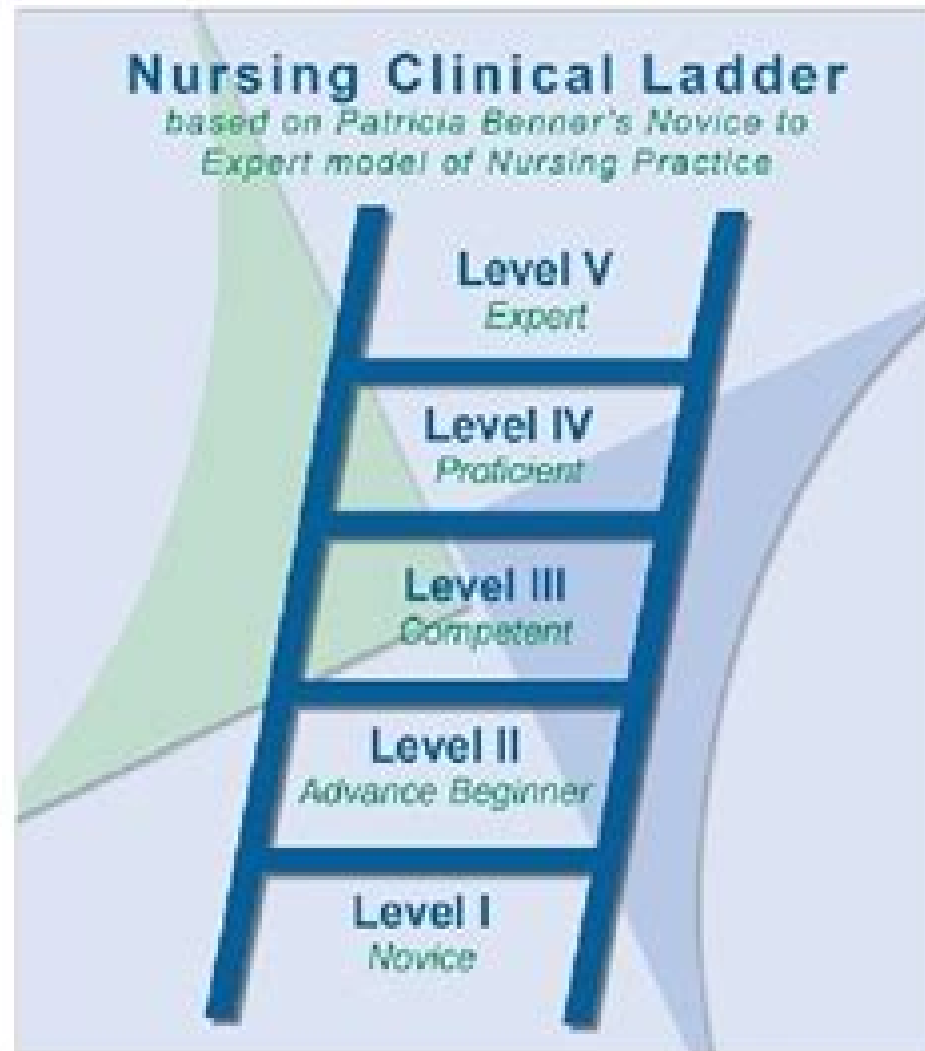 Nursing Clinical Ladder
based on Patricia Benner's Novice to
Expert model of Nursing Practice
Level V
Expert
Level IV
Proficient
Level III
Competent
Level II
Advance Beginner
Level I
Novice